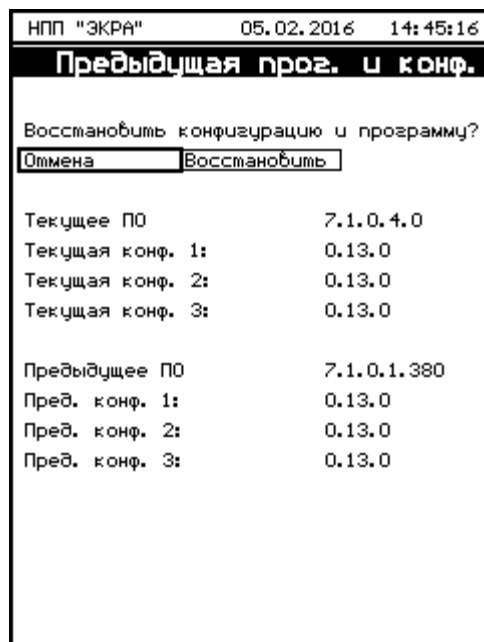 НПП "ЭКРА" 05.02.2016 14:45:16
Предыдущая прог. и конф.
Восстановить конфигурацию и программу?
Отмена Восстановить
Текущее ПО 7.1.0.4.0
Текущая конф. 1: 0.13.0
Текущая конф. 2: 0.13.0
Текущая конф. 3: 0.13.0
Предыдущее ПО 7.1.0.1.380
Пред. конф. 1: 0.13.0
Пред. конф. 2: 0.13.0
Пред. конф. 3: 0.13.0